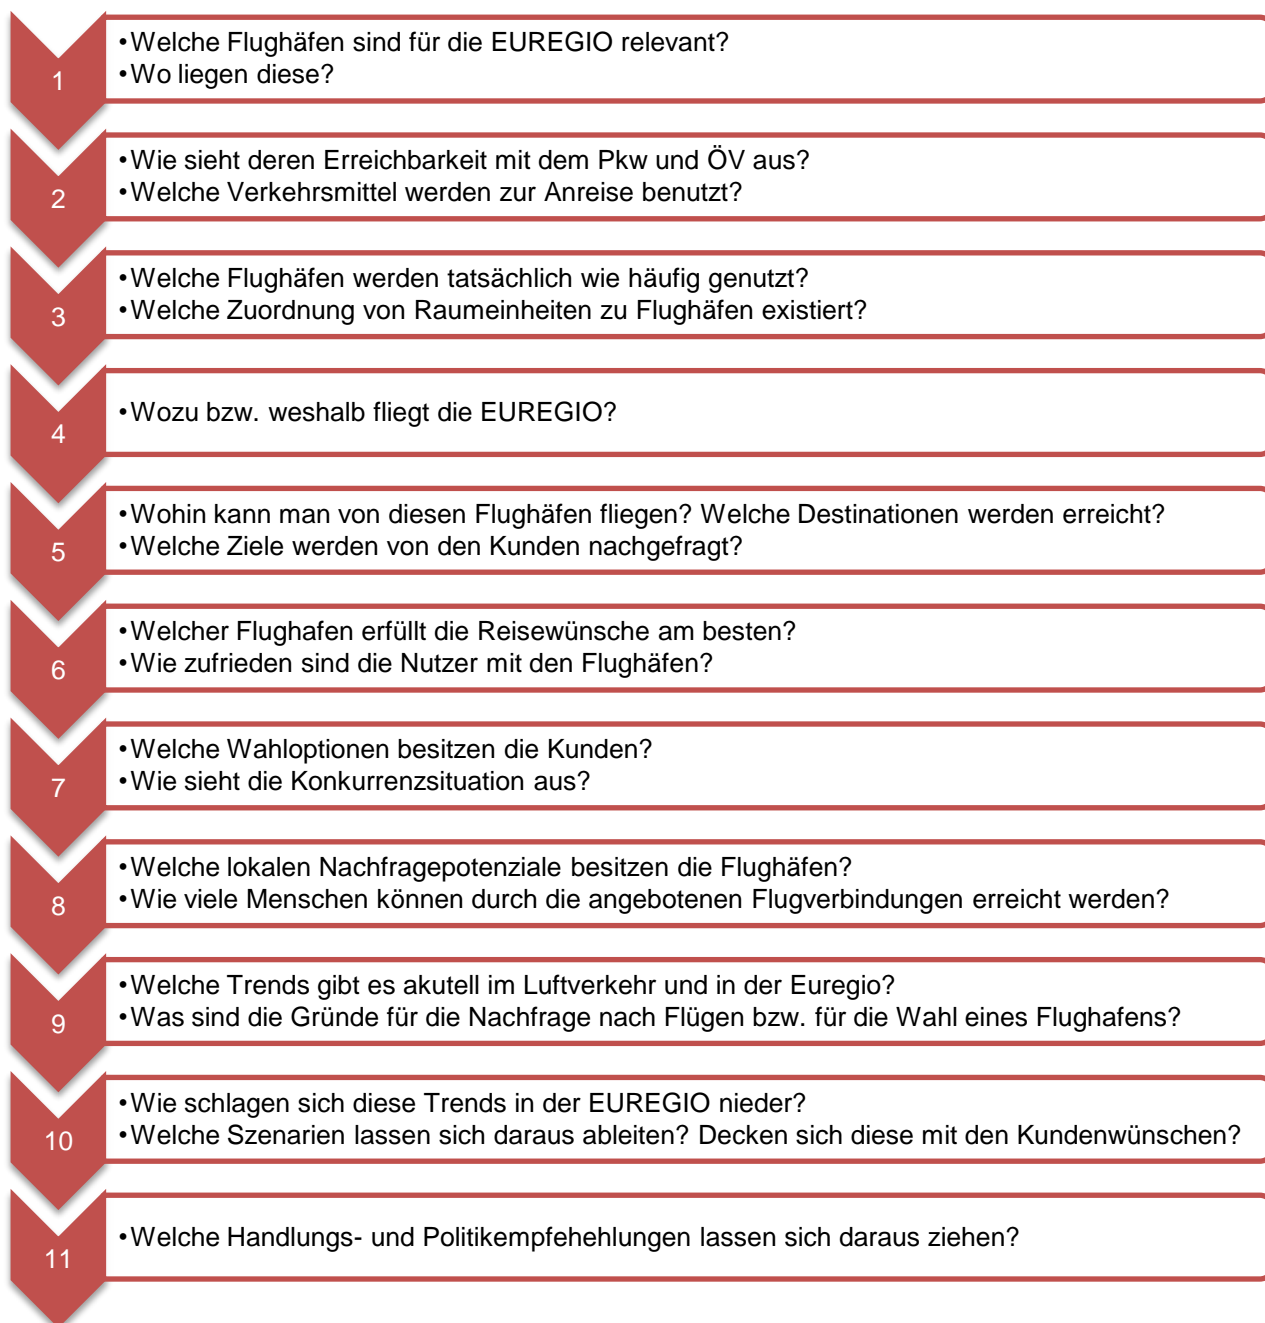 1
•Welche Flughäfen sind für die EUREGIO relevant?
•Wo liegen diese?
2
•Wie sieht deren Erreichbarkeit mit dem Pkw und ÖV aus?
•Welche Verkehrsmittel werden zur Anreise benutzt?
3
•Welche Flughäfen werden tatsächlich wie häufig genutzt?
•Welche Zuordnung von Raumeinheiten zu Flughäfen existiert?
4
•Wozu bzw. weshalb fliegt die EUREGIO?
5
•Wohin kann man von diesen Flughäfen fliegen? Welche Destinationen werden erreicht?
•Welche Ziele werden von den Kunden nachgefragt?
6
•Welcher Flughafen erfüllt die Reisewünsche am besten?
•Wie zufrieden sind die Nutzer mit den Flughäfen?
7
•Welche Wahloptionen besitzen die Kunden?
•Wie sieht die Konkurrenzsituation aus?
8
•Welche lokalen Nachfragepotenziale besitzen die Flughäfen?
•Wie viele Menschen können durch die angebotenen Flugverbindungen erreicht werden?
9
•Welche Trends gibt es akutell im Luftverkehr und in der Euregio?
•Was sind die Gründe für die Nachfrage nach Flügen bzw. für die Wahl eines Flughafens?
10
•Wie schlagen sich diese Trends in der EUREGIO nieder?
•Welche Szenarien lassen sich daraus ableiten? Decken sich diese mit den Kundenwünschen?
11
•Welche Handlungs- und Politikempfehehlungen lassen sich daraus ziehen?